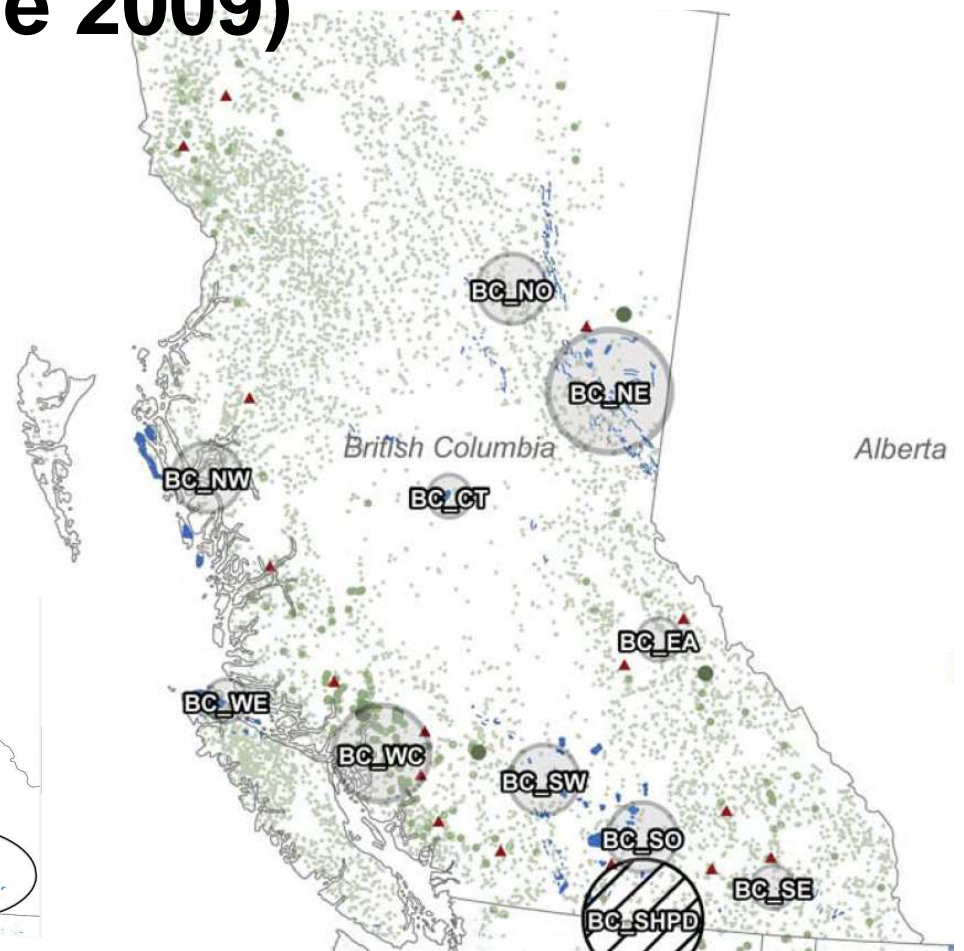 e 2009)
BC_NO
BC_NE
British Columbia
Alberta
BC_NW
BC_CT
BC_EA
BC_WE
BC_WC
BC_SW
BC_SO
BC_SE
BC_SHPD